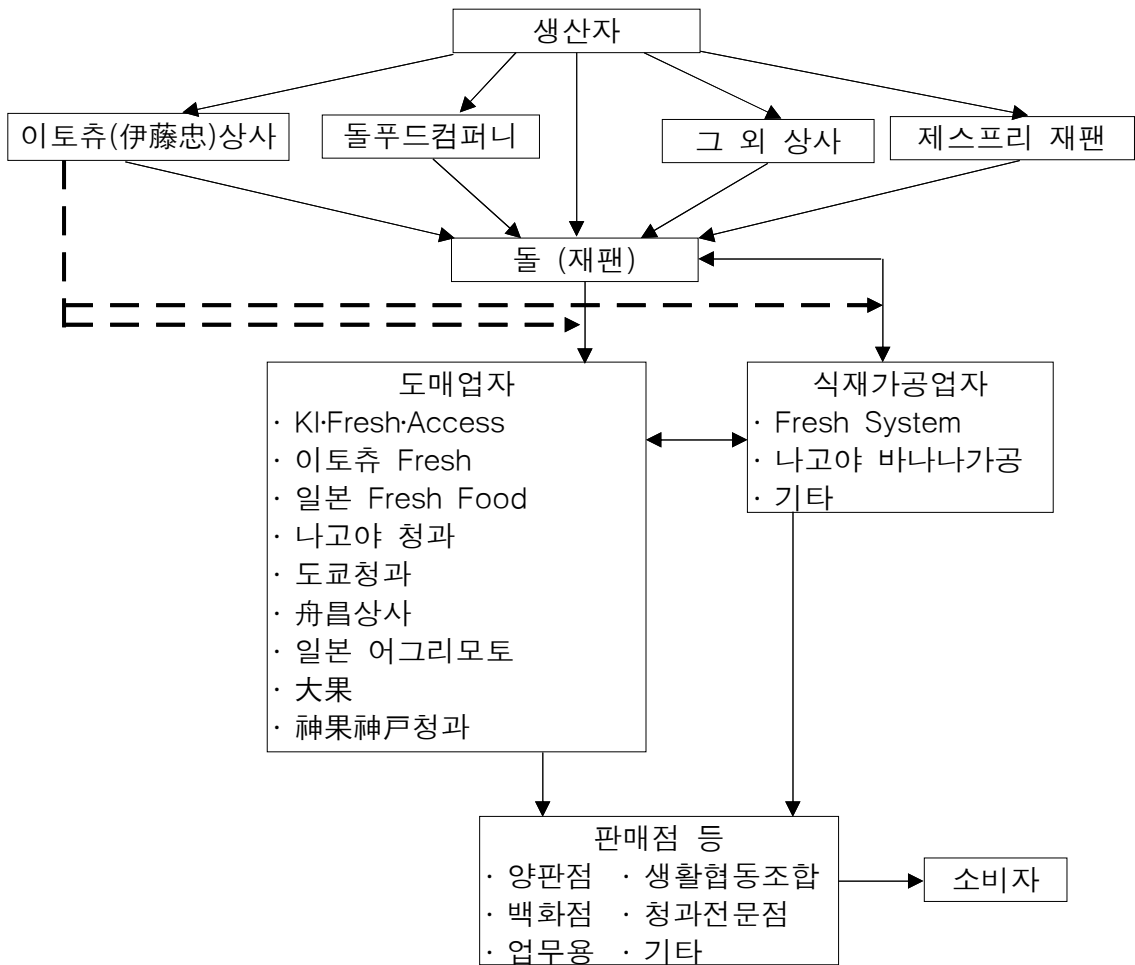 생산자
이토츄(伊藤忠)상사
돌푸드컴퍼니
그 외 상사
제스프리 재팬
돌 (재팬)
도매업자
· KI·Fresh·Access
· 이토츄 Fresh
· 일본 Fresh Food
· 나고야 청과
· 도쿄청과
· 舟昌상사
· 일본 어그리모토
· 大果
· 神果神戸청과
식재가공업자
· Fresh System
· 나고야 바나나가공
· 기타
판매점 등
· 양판점 · 생활협동조합
· 백화점 · 청과전문점
· 업무용 · 기타
소비자